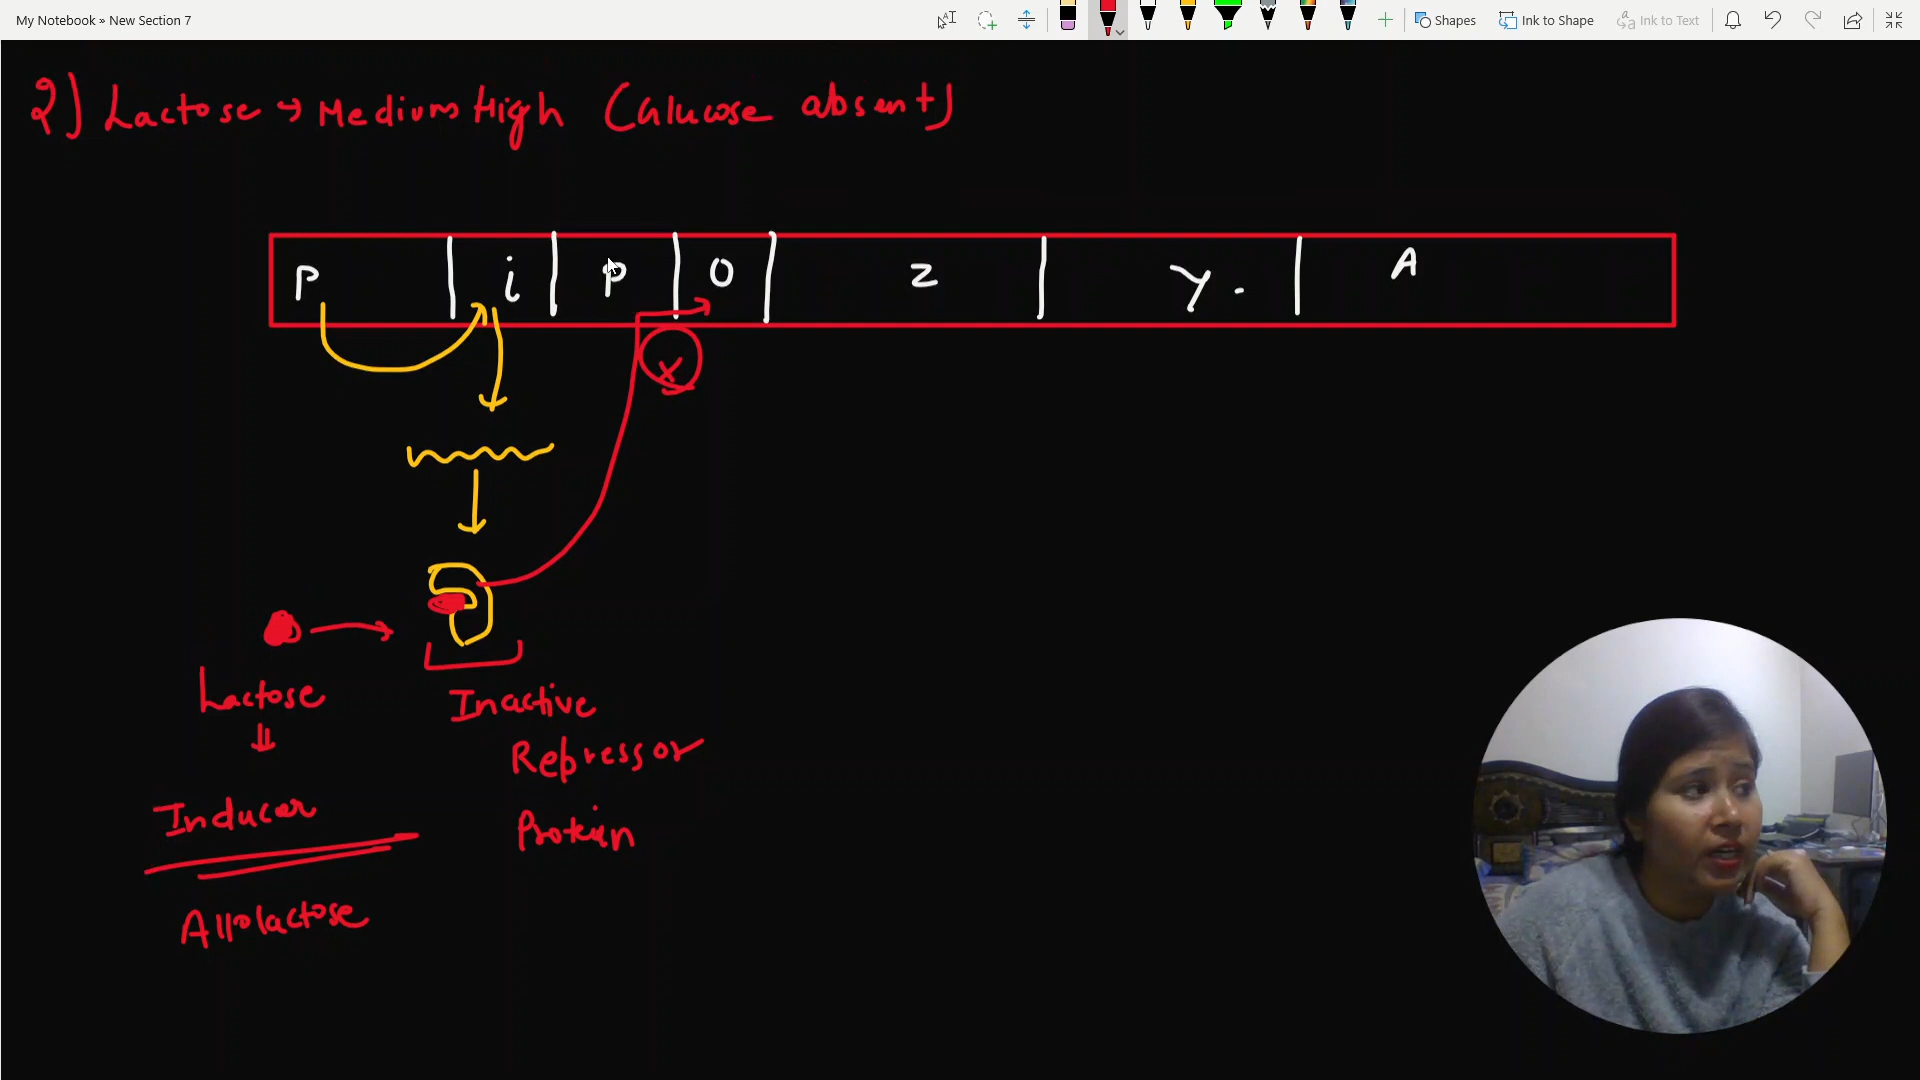 My Notebook » New Section 7
Shapes
Ink to Shape
Ink to Text
2) Lactose → Medium High (Glucose absent)
P i P O Z y. A
x
Lactose
Inactive
Repressor
Inducer
Protein
Allolactose